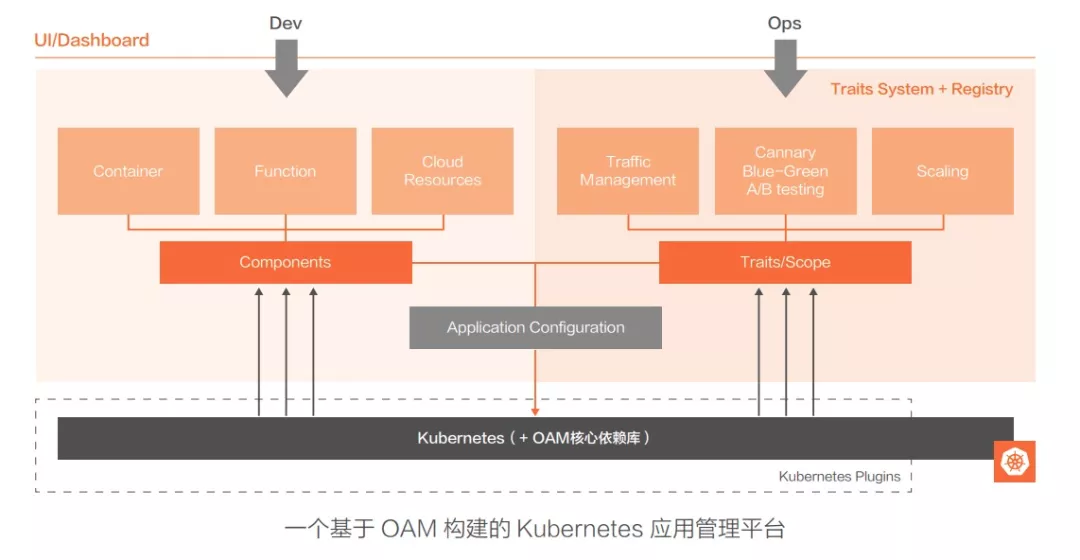 Dev
Ops
UI/Dashboard
Traits System + Registry
Container
Function
Cloud
Resources
Traffic
Management
Cannary
Blue-Green
A/B testing
Scaling
Components
Traits/Scope
Application Configuration
Kubernetes（+ OAM核心依赖库）
Kubernetes Plugins
一个基于 OAM 构建的 Kubernetes 应用管理平台